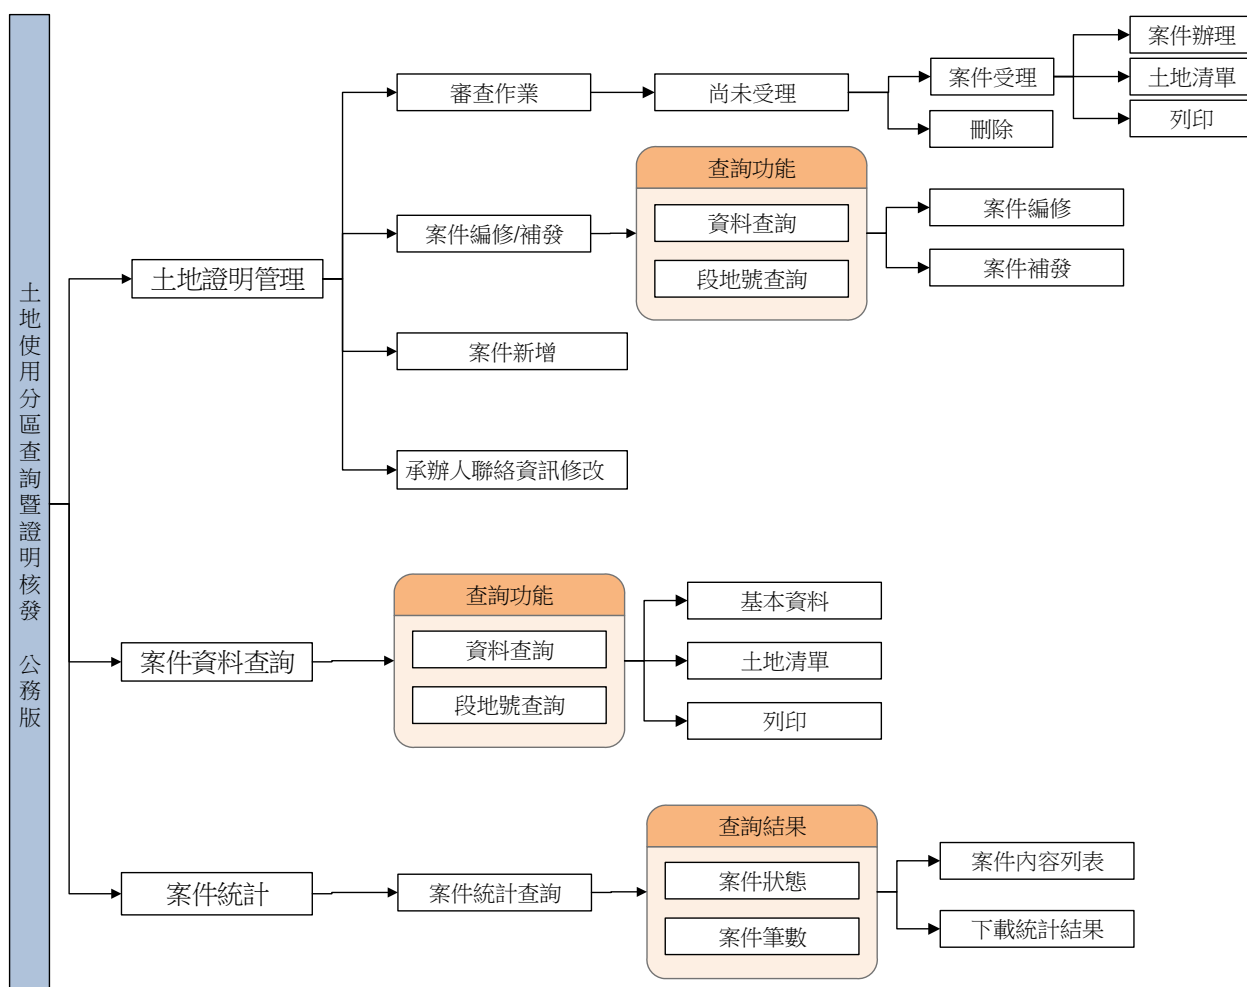 土地使用分區查詢暨證明核發 公務版
土地證明管理
審查作業
尚未受理
案件受理
案件辦理
土地清單
列印
刪除
案件編修/補發
查詢功能
資料查詢
段地號查詢
案件編修
案件補發
案件新增
承辦人聯絡資訊修改
案件資料查詢
查詢功能
資料查詢
段地號查詢
基本資料
土地清單
列印
案件統計
案件統計查詢
查詢結果
案件狀態
案件筆數
案件內容列表
下載統計結果